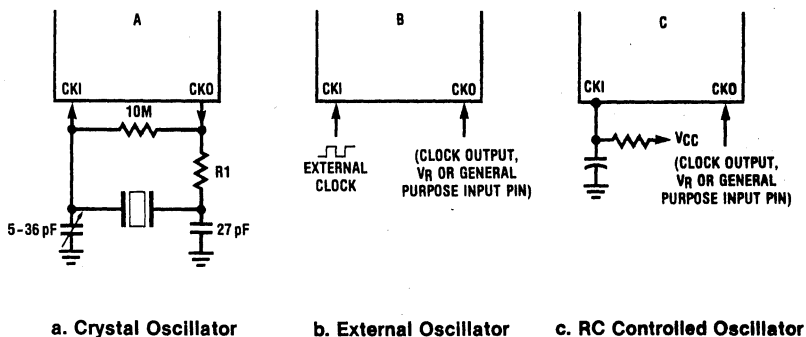 A
CKI
CKO
10M
R1
5-36 pF
27 pF
a. Crystal Oscillator
B
CKI
CKO
EXTERNAL
CLOCK
(CLOCK OUTPUT,
VR OR GENERAL
PURPOSE INPUT PIN)
b. External Oscillator
C
CKI
CKO
VCC
(CLOCK OUTPUT,
VR OR GENERAL
PURPOSE INPUT PIN)
c. RC Controlled Oscillator